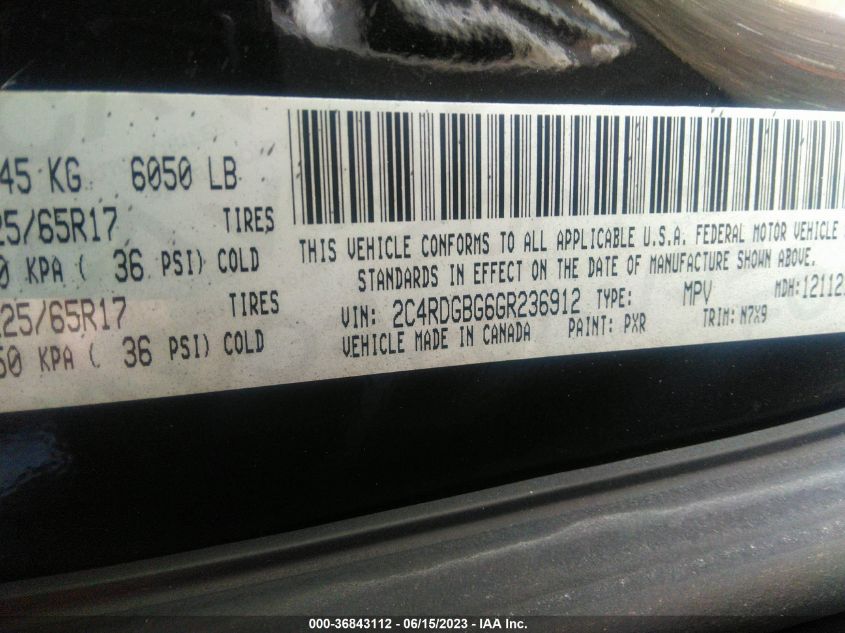 45 KG 6050 LB
25/65R17 TIRES
0 KPA ( 36 PSI) COLD
25/65R17 TIRES
50 KPA ( 36 PSI) COLD
THIS VEHICLE CONFORMS TO ALL APPLICABLE U.S.A. FEDERAL MOTOR VEHICLE
STANDARDS IN EFFECT ON THE DATE OF MANUFACTURE SHOWN ABOVE.
VIN: 2C4RDGBG6GR236912 TYPE: MPV MDH:12112
VEHICLE MADE IN CANADA PAINT: PXR TRIM: N7X9
000-36843112 - 06/15/2023 - IAA Inc.